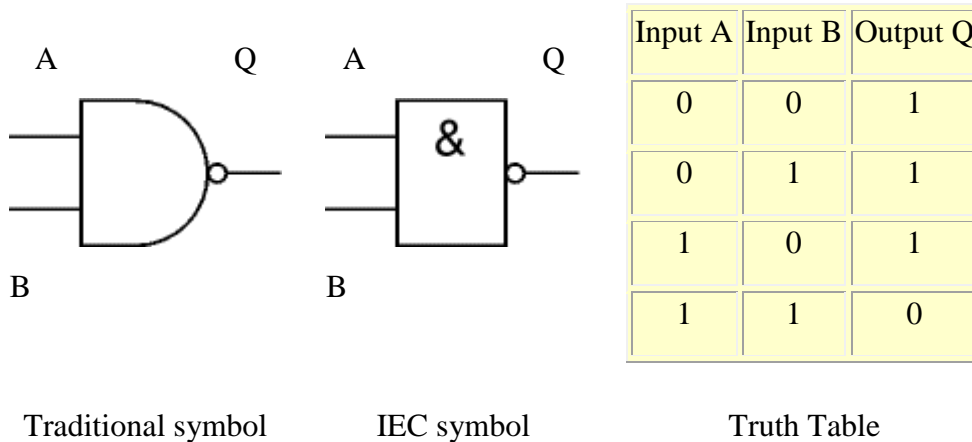 A Q A Q
&
B B
Input A Input B Output Q
0 0 1
0 1 1
1 0 1
1 1 0
Traditional symbol IEC symbol Truth Table